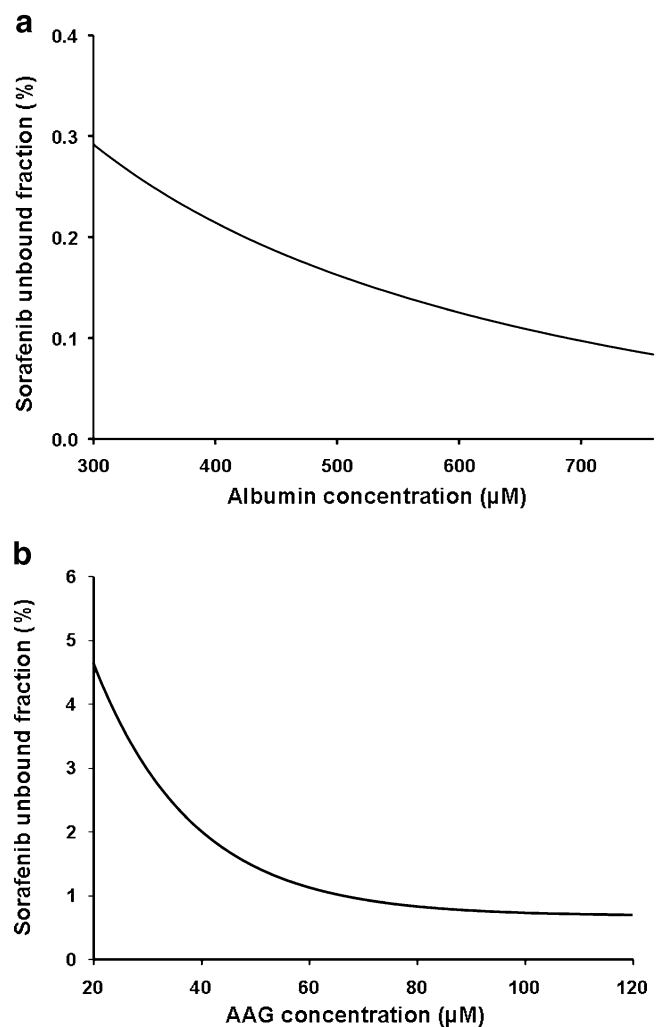 a
Sorafenib unbound fraction (%)
0.4
0.3
0.2
0.1
0.0
300 400 500 600 700
Albumin concentration (µM)
b
Sorafenib unbound fraction (%)
6
5
4
3
2
1
0
20 40 60 80 100 120
AAG concentration (µM)